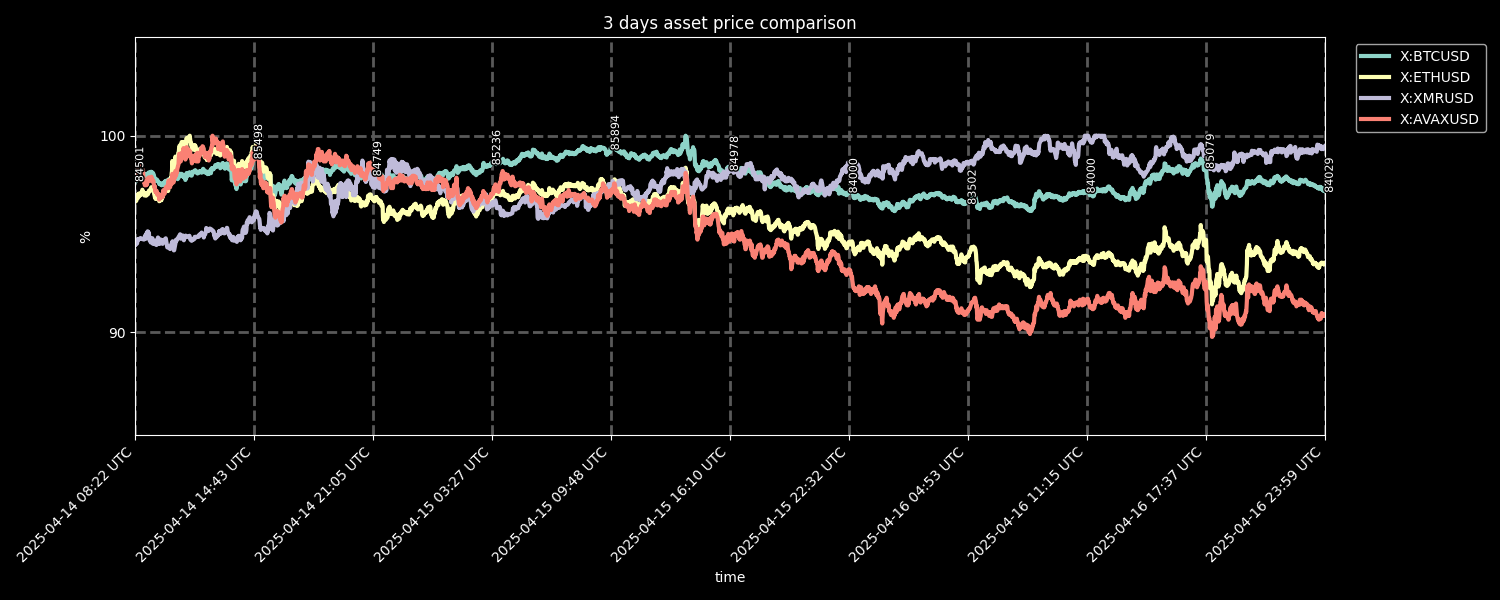 3 days asset price comparison
X:BTCUSD
X:ETHUSD
X:XMRUSD
X:AVAXUSD
100
90
%
84501
85498
84749
85236
85894
84978
84000
83502
84000
85079
84029
2025-04-14 08:22 UTC
2025-04-14 14:43 UTC
2025-04-14 21:05 UTC
2025-04-15 03:27 UTC
2025-04-15 09:48 UTC
2025-04-15 16:10 UTC
2025-04-15 22:32 UTC
2025-04-16 04:53 UTC
2025-04-16 11:15 UTC
2025-04-16 17:37 UTC
2025-04-16 23:59 UTC
time